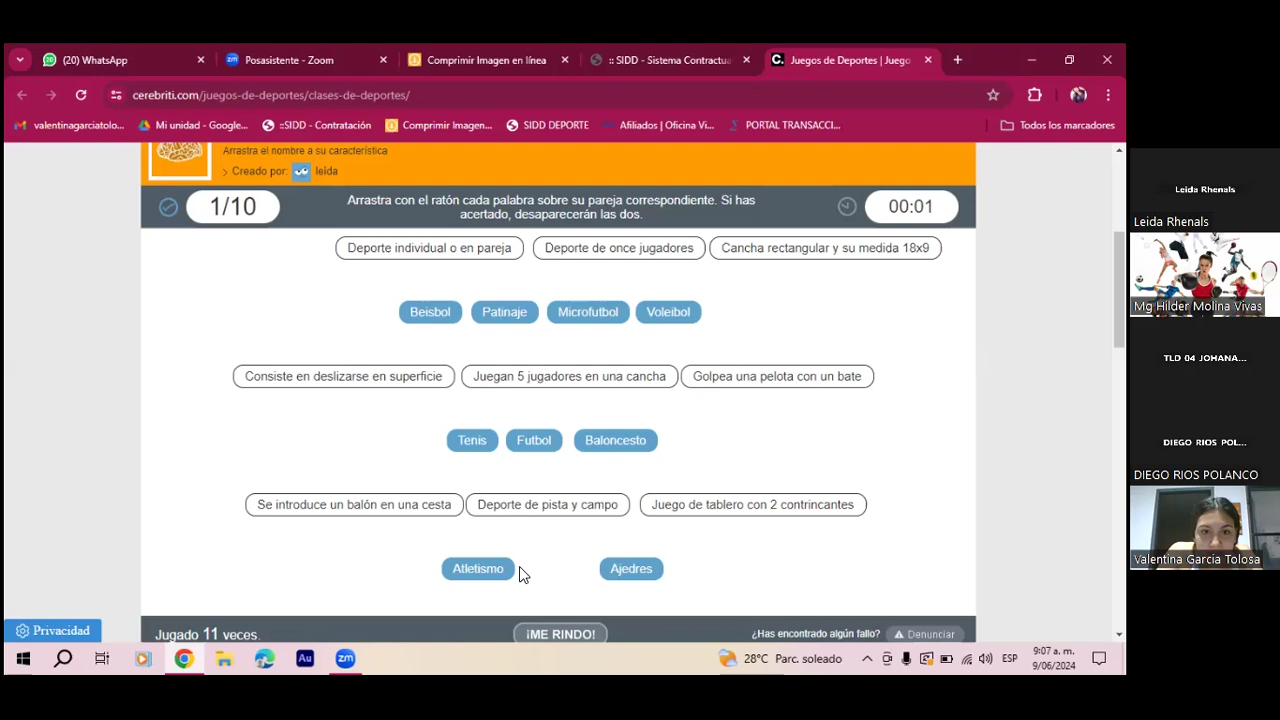 (20) WhatsApp
Posasistente - Zoom
Comprimir Imagen en línea
:: SIDD - Sistema Contractua
Juegos de Deportes | Juego
cerebriti.com/juegos-de-deportes/clases-de-deportes/
valentinagarciatolo...
Mi unidad - Google...
::SIDD - Contratación
Comprimir Imagen...
SIDD DEPORTE
Afiliados | Oficina Vi...
PORTAL TRANSACCI...
Todos los marcadores
Arrastra el nombre a su característica
> Creado por: leida
1/10
Arrastra con el ratón cada palabra sobre su pareja correspondiente. Si has
acertado, desaparecerán las dos.
00:01
Deporte individual o en pareja
Deporte de once jugadores
Cancha rectangular y su medida 18x9
Beisbol
Patinaje
Microfutbol
Voleibol
Consiste en deslizarse en superficie
Juegan 5 jugadores en una cancha
Golpea una pelota con un bate
Tenis
Futbol
Baloncesto
Se introduce un balón en una cesta
Deporte de pista y campo
Juego de tablero con 2 contrincantes
Atletismo
Ajedres
Jugado 11 veces.
¡ME RINDO!
¿Has encontrado algún fallo?
Denunciar
Privacidad
Au
zm
28°C Parc. soleado
ESP
9:07 a. m.
9/06/2024
Leida Rhenals
Leida Rhenals
Mg Hilder Molina Vivas
TLD 04 JOHANA...
DIEGO RIOS POL...
DIEGO RIOS POLANCO
Valentina García Tolosa